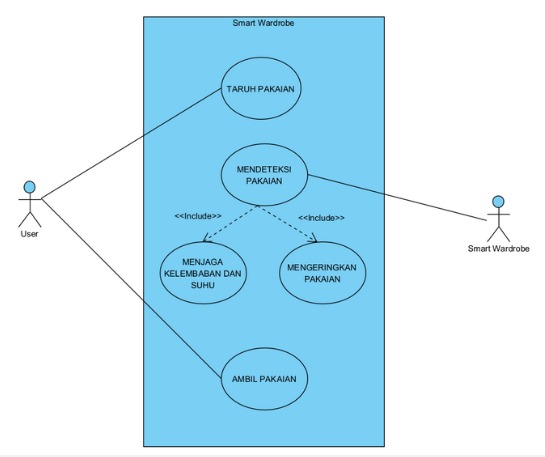 Smart Wardrobe
TARUH PAKAIAN
MENDETEKSI
PAKAIAN
<<Include>>
<<Include>>
User
Smart Wardrobe
MENJAGA
KELEMBABAN DAN
SUHU
MENGERINGKAN
PAKAIAN
AMBIL PAKAIAN